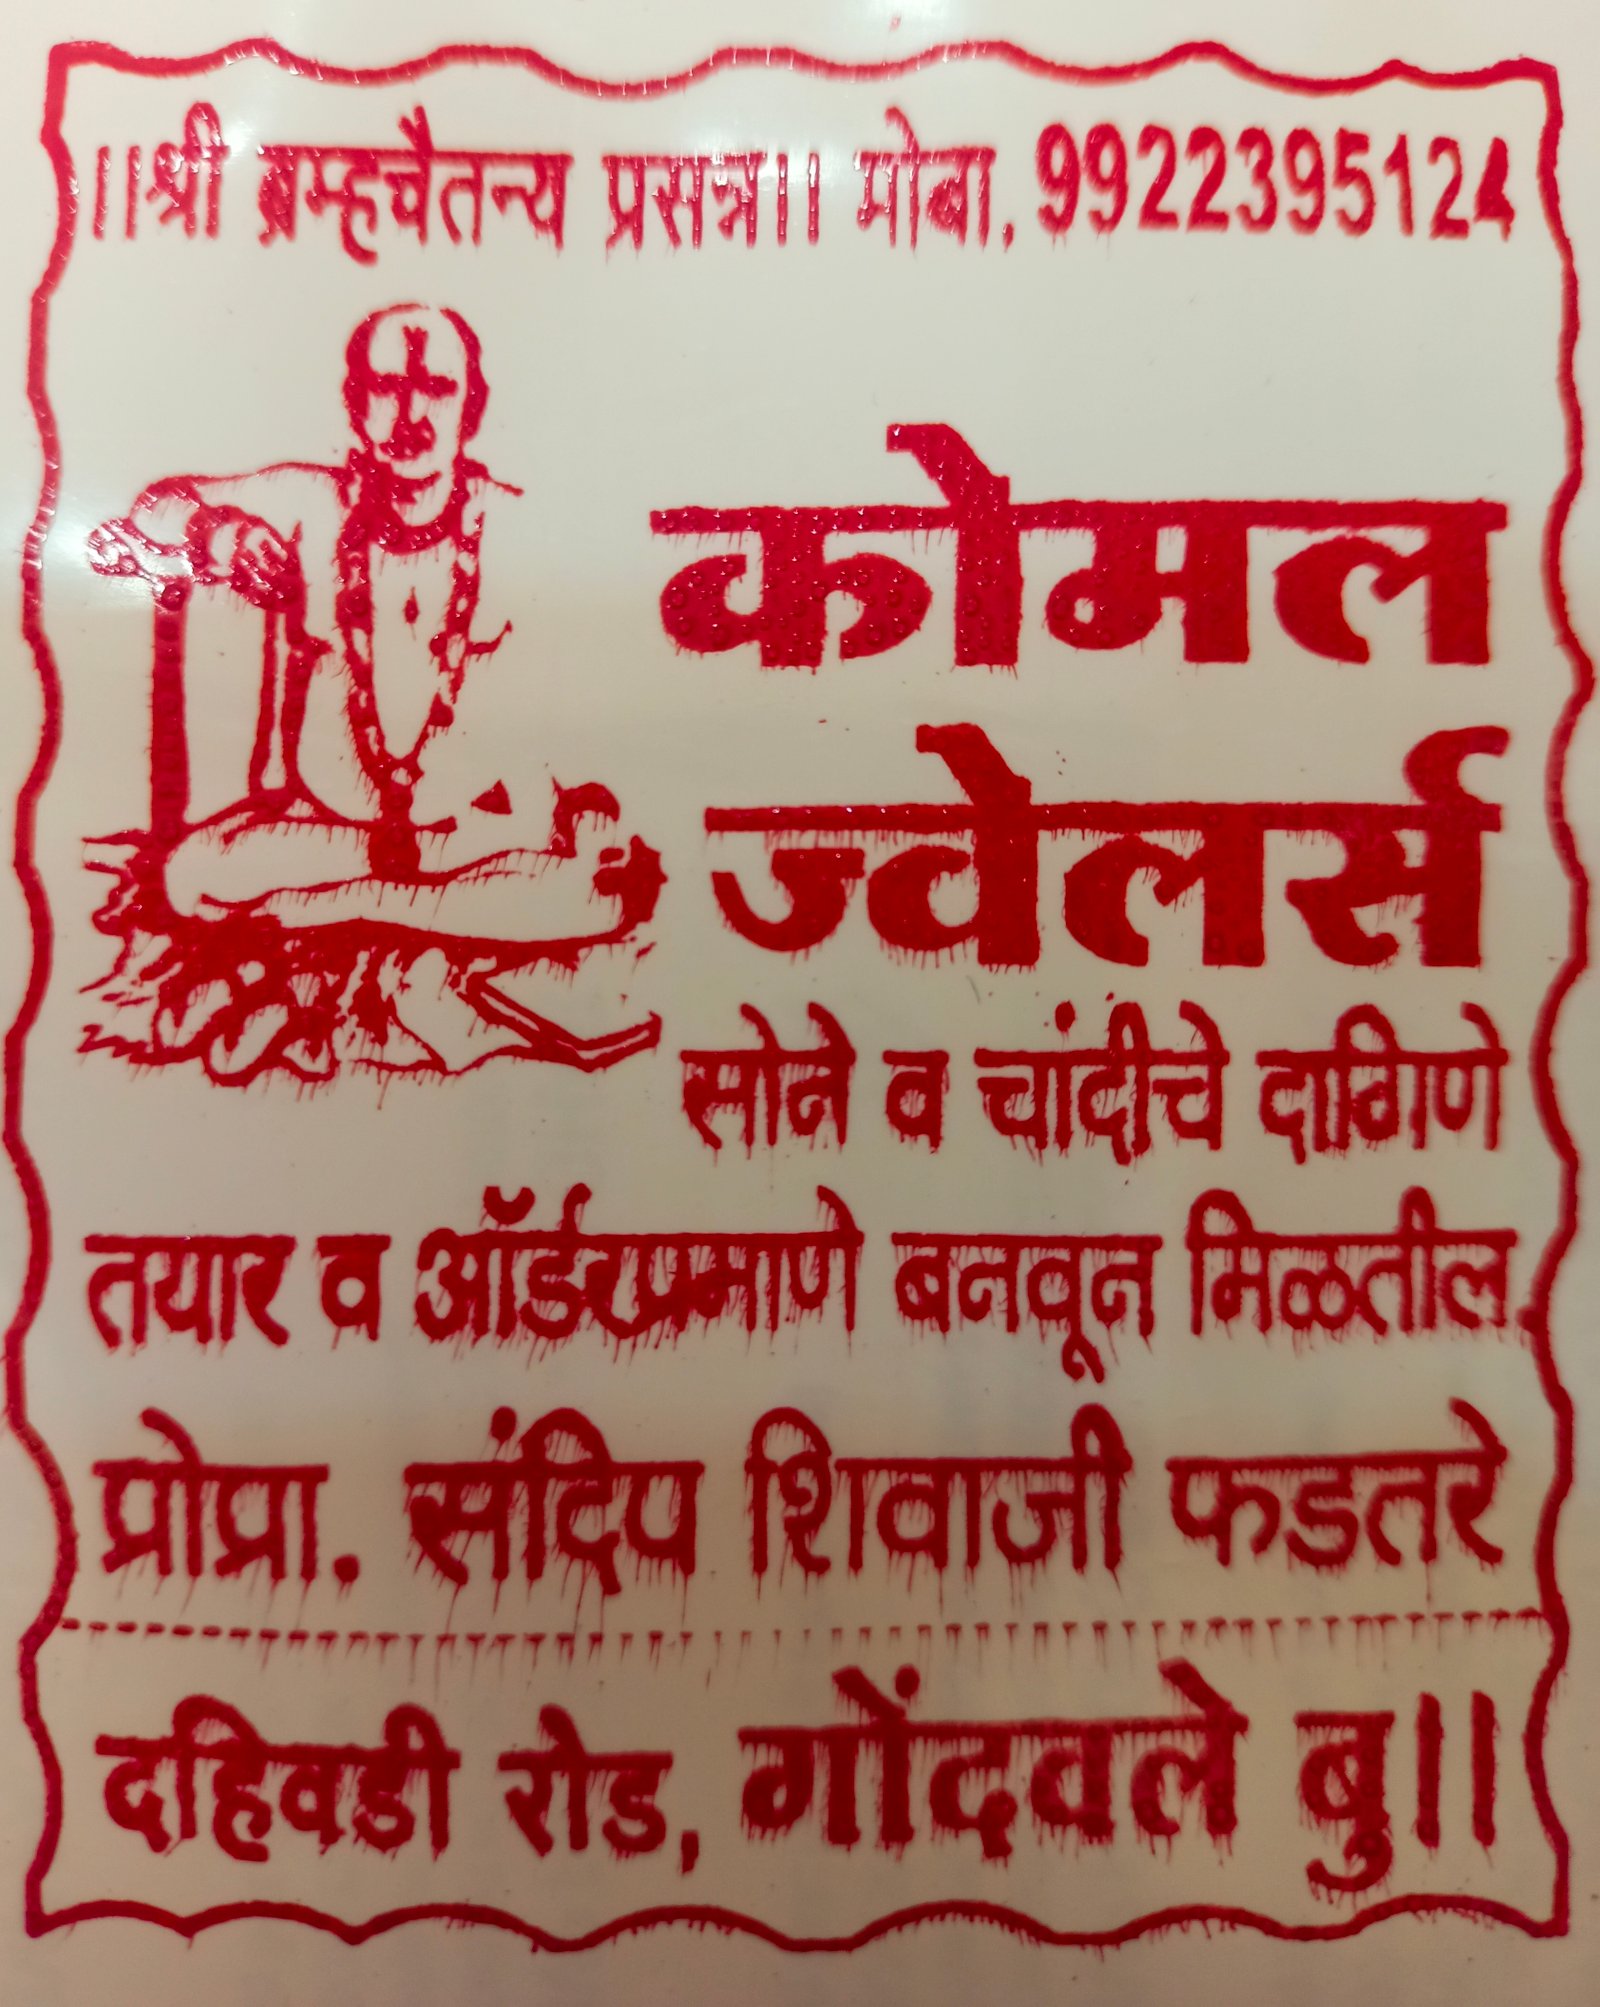 ।।श्री ब्रम्हचैतन्य प्रसन्न।। मोबा. 9922395124
कोमल
ज्वेलर्स
सोने व चांदीचे दागिणे
तयार व ऑर्डरप्रमाणे बनवून मिळतील.
प्रोप्रा. संदिप शिवाजी फडतरे
दहिवडी रोड, गोंदवले बु।।